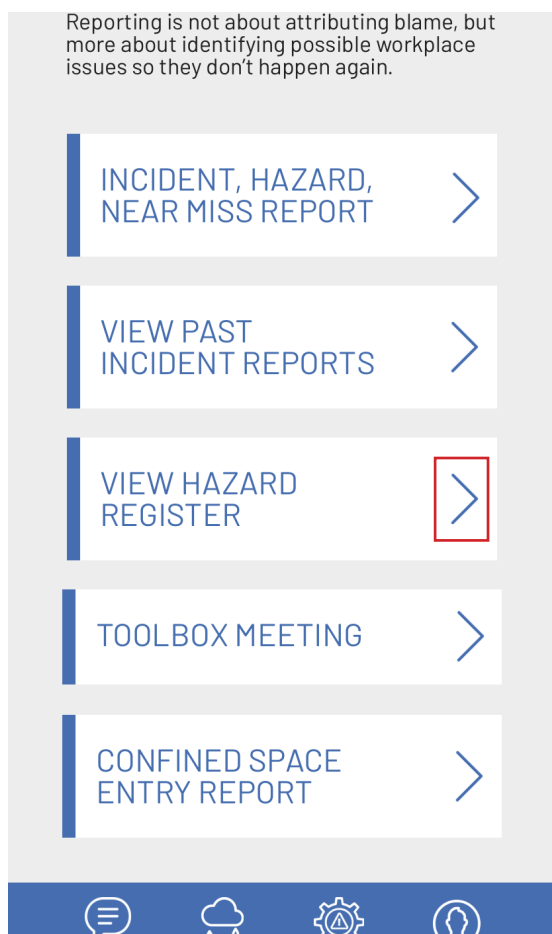 Reporting is not about attributing blame, but
more about identifying possible workplace
issues so they don't happen again.
INCIDENT, HAZARD,
NEAR MISS REPORT
VIEW PAST
INCIDENT REPORTS
VIEW HAZARD
REGISTER
TOOLBOX MEETING
CONFINED SPACE
ENTRY REPORT